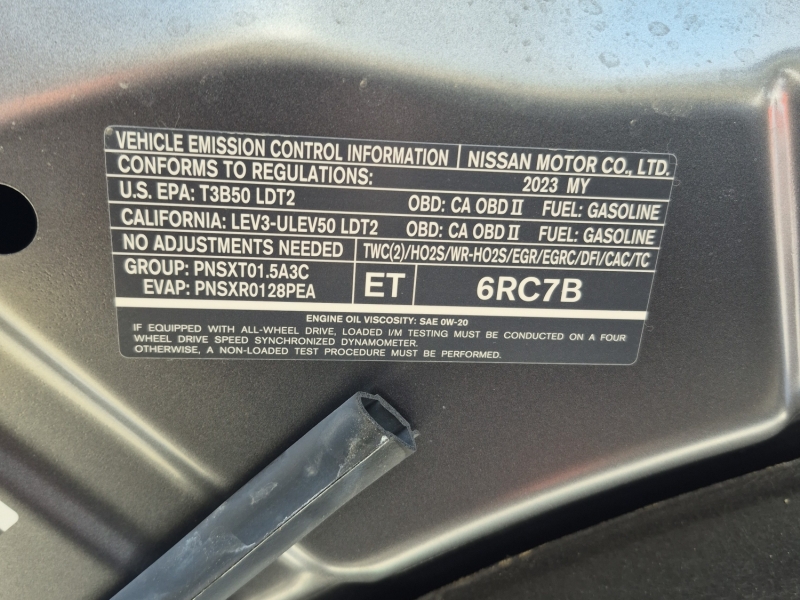 VEHICLE EMISSION CONTROL INFORMATION NISSAN MOTOR CO., LTD.
CONFORMS TO REGULATIONS: 2023 MY
U.S. EPA: T3B50 LDT2 OBD: CA OBD II FUEL: GASOLINE
CALIFORNIA: LEV3-ULEV50 LDT2 OBD: CA OBD II FUEL: GASOLINE
NO ADJUSTMENTS NEEDED TWC(2)/HO2S/WR-HO2S/EGR/EGRC/DFI/CAC/TC
GROUP: PNSXT01.5A3C
EVAP: PNSXR0128PEA
ET 6RC7B
ENGINE OIL VISCOSITY: SAE 0W-20
IF EQUIPPED WITH ALL-WHEEL DRIVE, LOADED I/M TESTING MUST BE CONDUCTED ON A FOUR
WHEEL DRIVE SPEED SYNCHRONIZED DYNAMOMETER.
OTHERWISE, A NON-LOADED TEST PROCEDURE MUST BE PERFORMED.